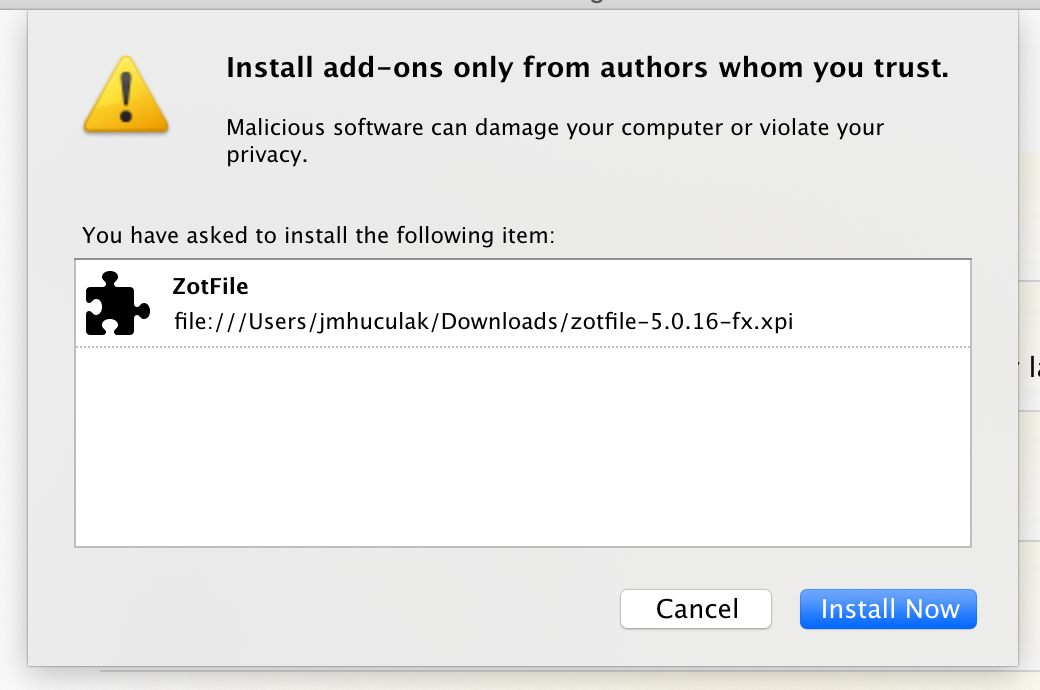 Install add-ons only from authors whom you trust.
Malicious software can damage your computer or violate your
privacy.
You have asked to install the following item:
ZotFile
file:///Users/jmhuculak/Downloads/zotfile-5.0.16-fx.xpi
Cancel
Install Now